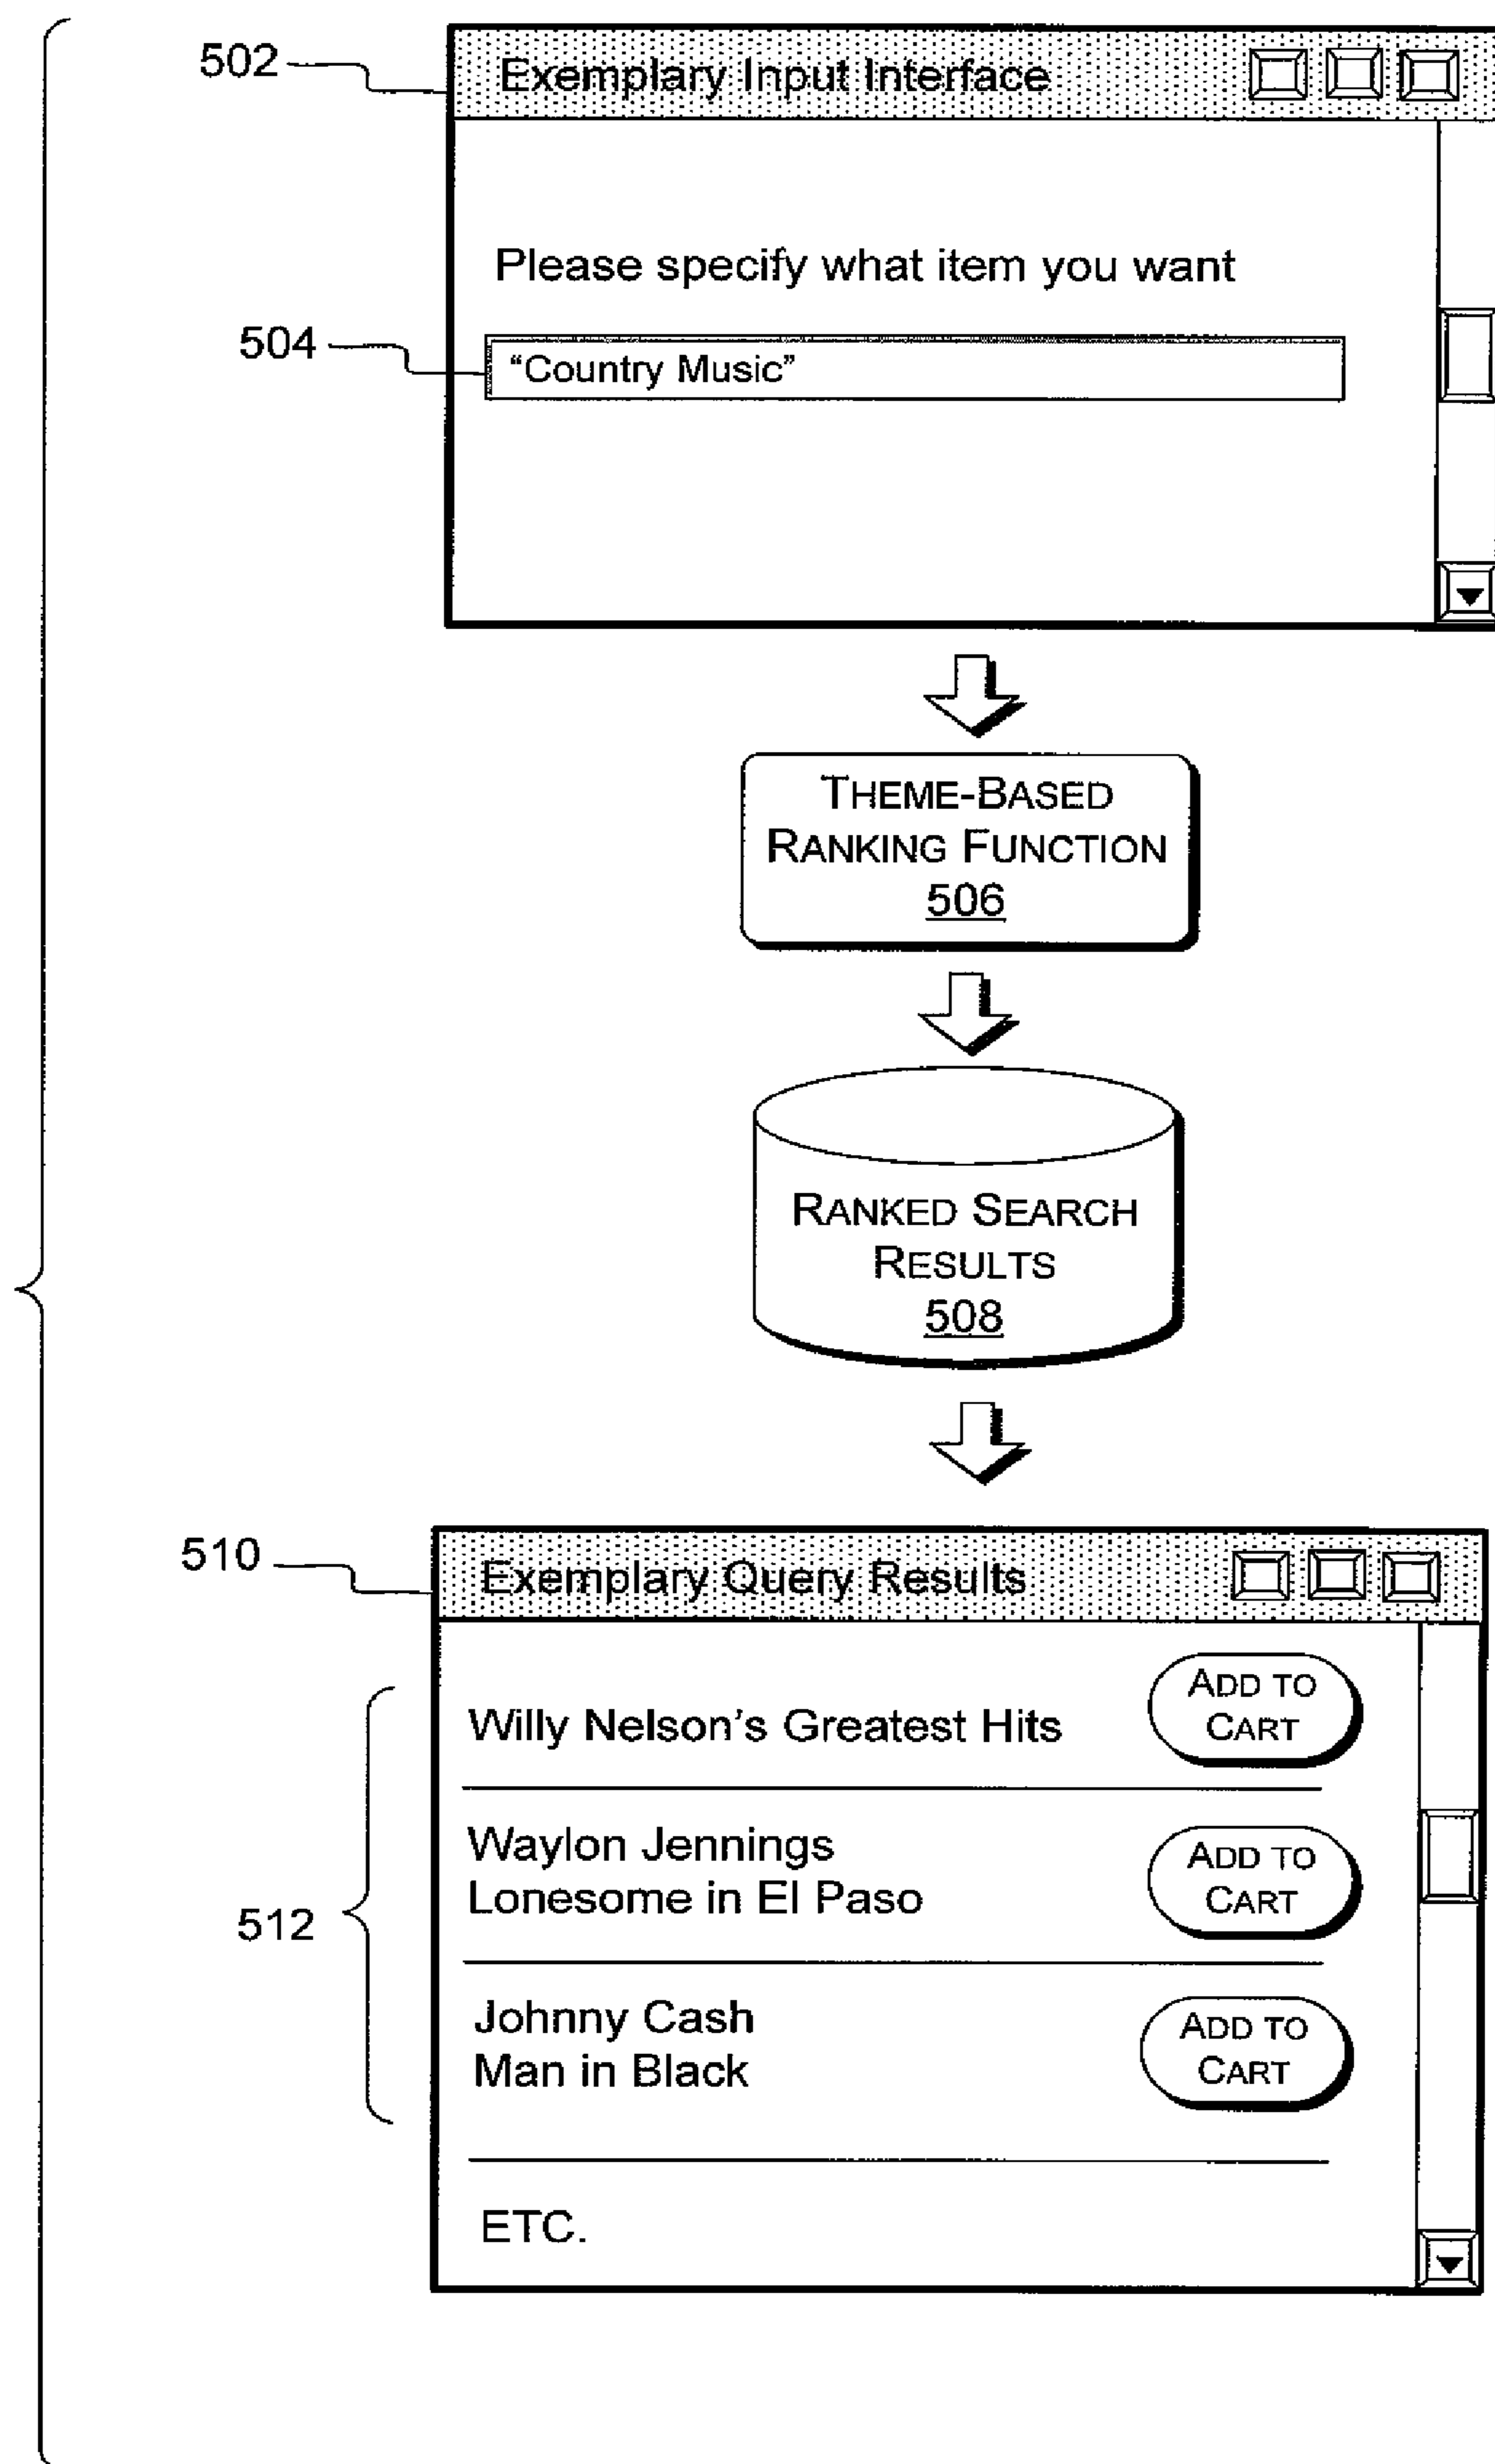 502
Exemplary Input Interface
Please specify what item you want
504
“Country Music”
THEME-BASED
RANKING FUNCTION
506
RANKED SEARCH
RESULTS
508
510
Exemplary Query Results
Willy Nelson’s Greatest Hits
ADD TO
CART
Waylon Jennings
Lonesome in El Paso
ADD TO
CART
512
Johnny Cash
Man in Black
ADD TO
CART
ETC.